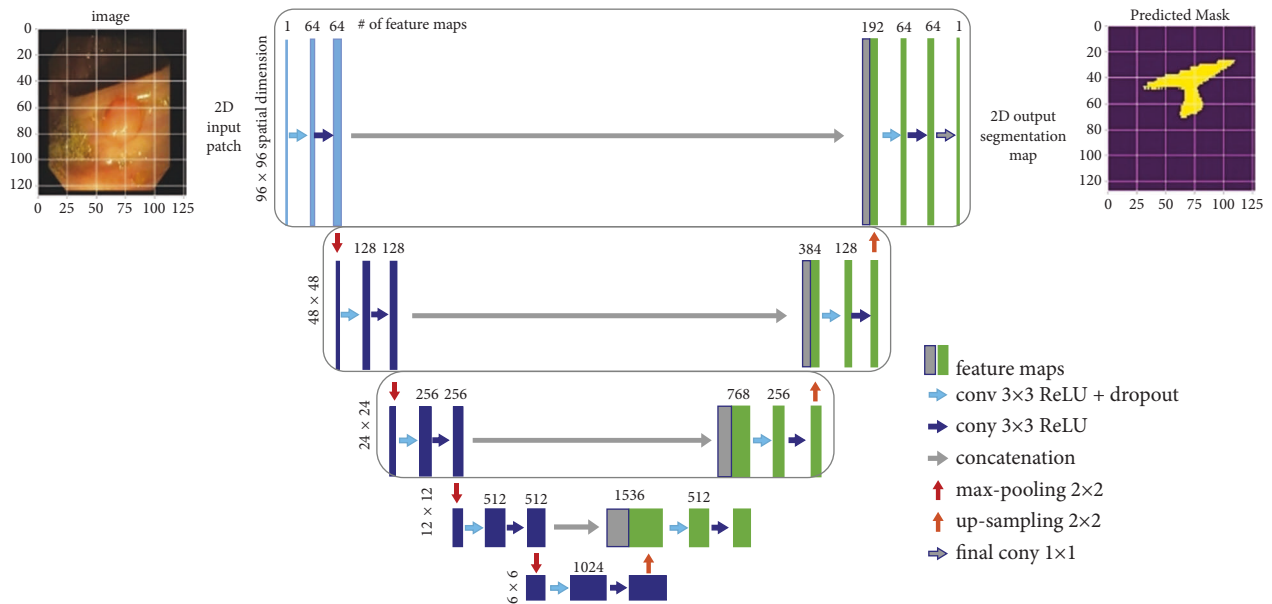 image
0
20
40
60
80
100
120
0 25 50 75 100 125
2D
input
patch
96 × 96 spatial dimension
1 64 64 # of feature maps
192 64 64 1
2D output
segmentation
map
Predicted Mask
0
20
40
60
80
100
120
0 25 50 75 100 125
48 × 48
128 128
384 128
24 × 24
256 256
768 256
12 × 12
512 512
1536 512
6 × 6
1024
feature maps
conv 3×3 ReLU + dropout
cony 3×3 ReLU
concatenation
max-pooling 2×2
up-sampling 2×2
final cony 1×1